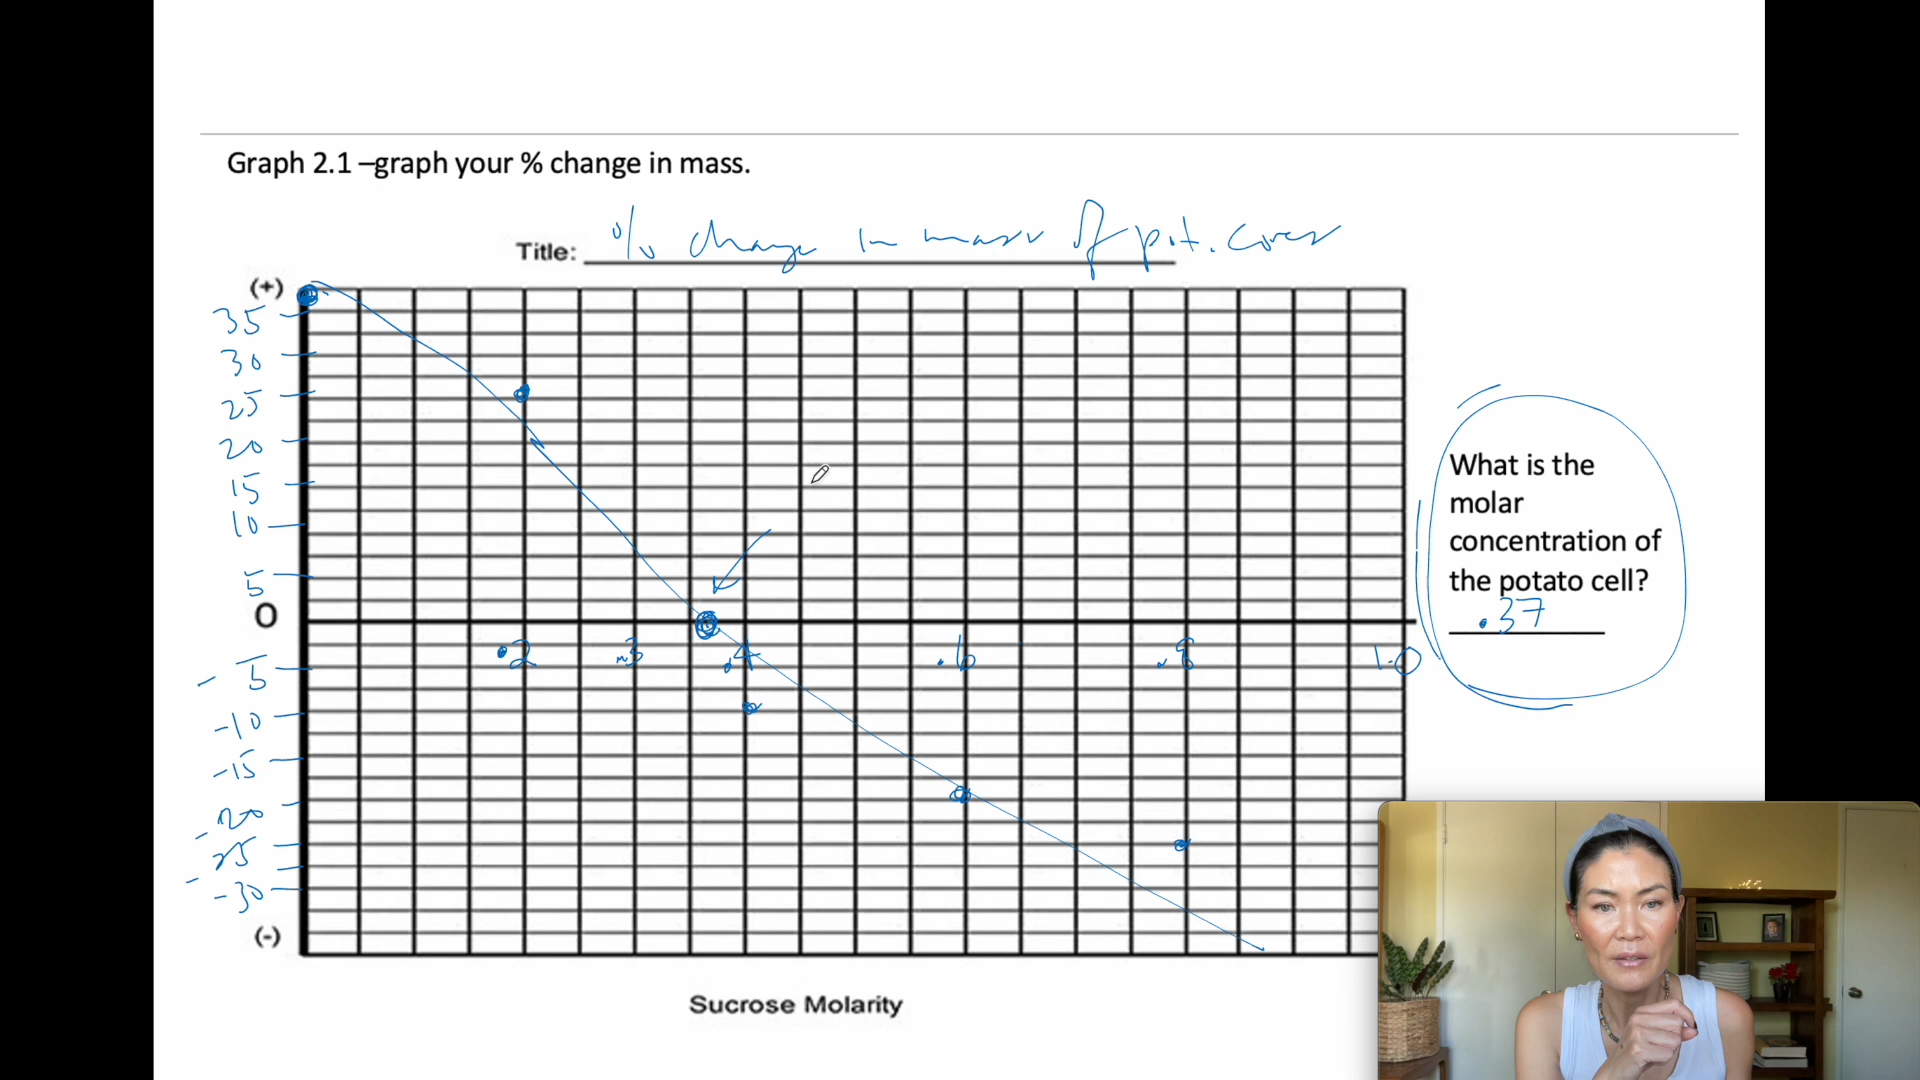 Graph 2.1 –graph your % change in mass.
Title: % change in mass of pot. cores
(+)
35
30
25
20
15
10
5
0
.2 .3 .4 .6 .8 1.0
-5
-10
-15
-20
-25
-30
(-)
Sucrose Molarity
What is the
molar
concentration of
the potato cell?
.37